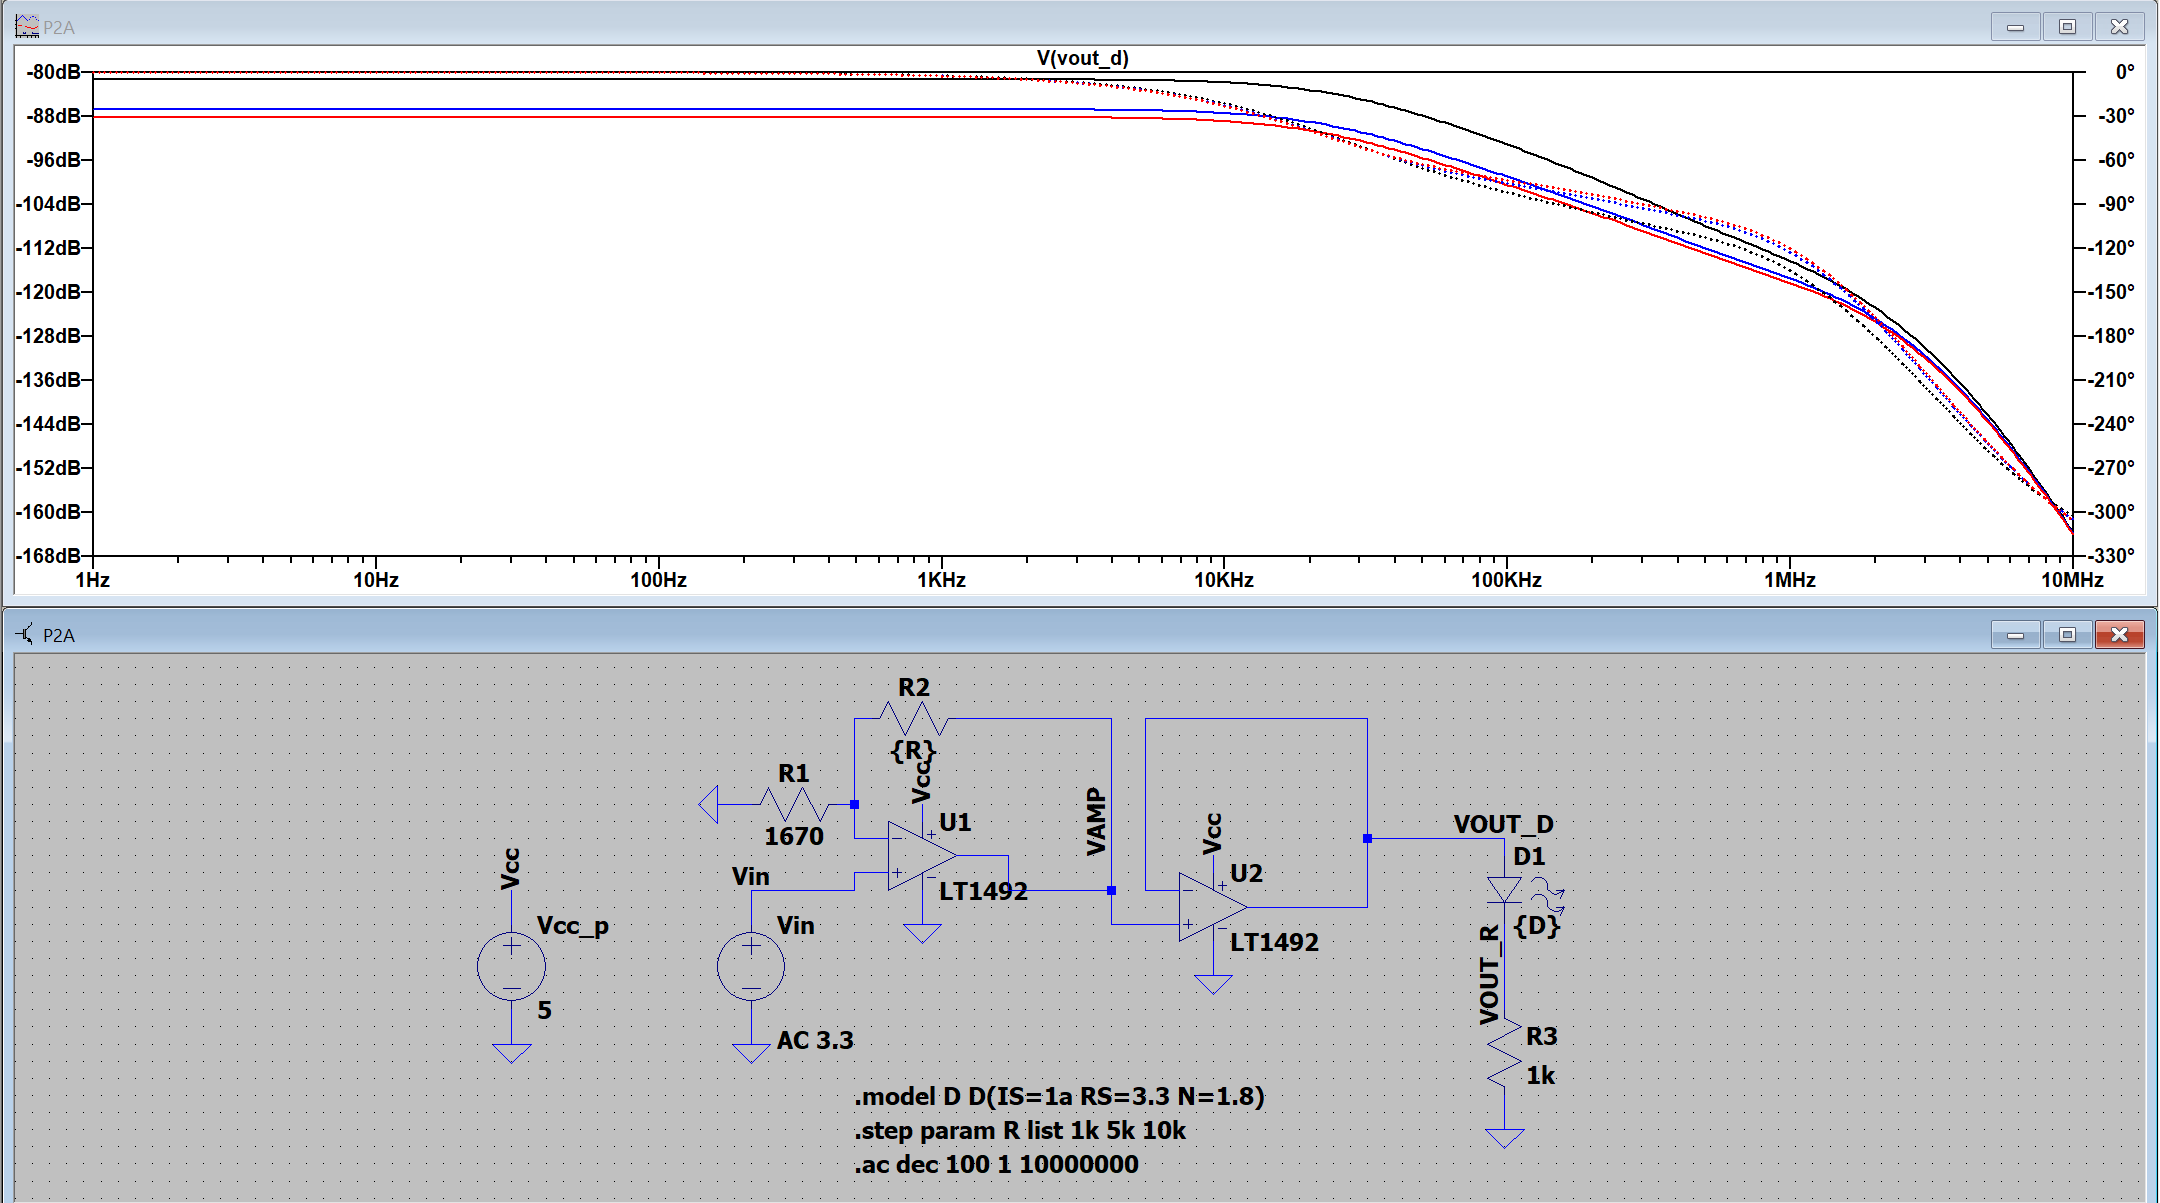 P2A
V(vout_d)
-80dB
-88dB
-96dB
-104dB
-112dB
-120dB
-128dB
-136dB
-144dB
-152dB
-160dB
-168dB
0°
-30°
-60°
-90°
-120°
-150°
-180°
-210°
-240°
-270°
-300°
-330°
1Hz 10Hz 100Hz 1KHz 10KHz 100KHz 1MHz 10MHz
P2A
R2
{R}
Vcc
R1
1670
U1
LT1492
VAMP
Vcc
U2
LT1492
VOUT_D
D1
{D}
VOUT_R
R3
1k
Vcc
Vcc_p
5
Vin
Vin
AC 3.3
.model D D(IS=1a RS=3.3 N=1.8)
.step param R list 1k 5k 10k
.ac dec 100 1 10000000